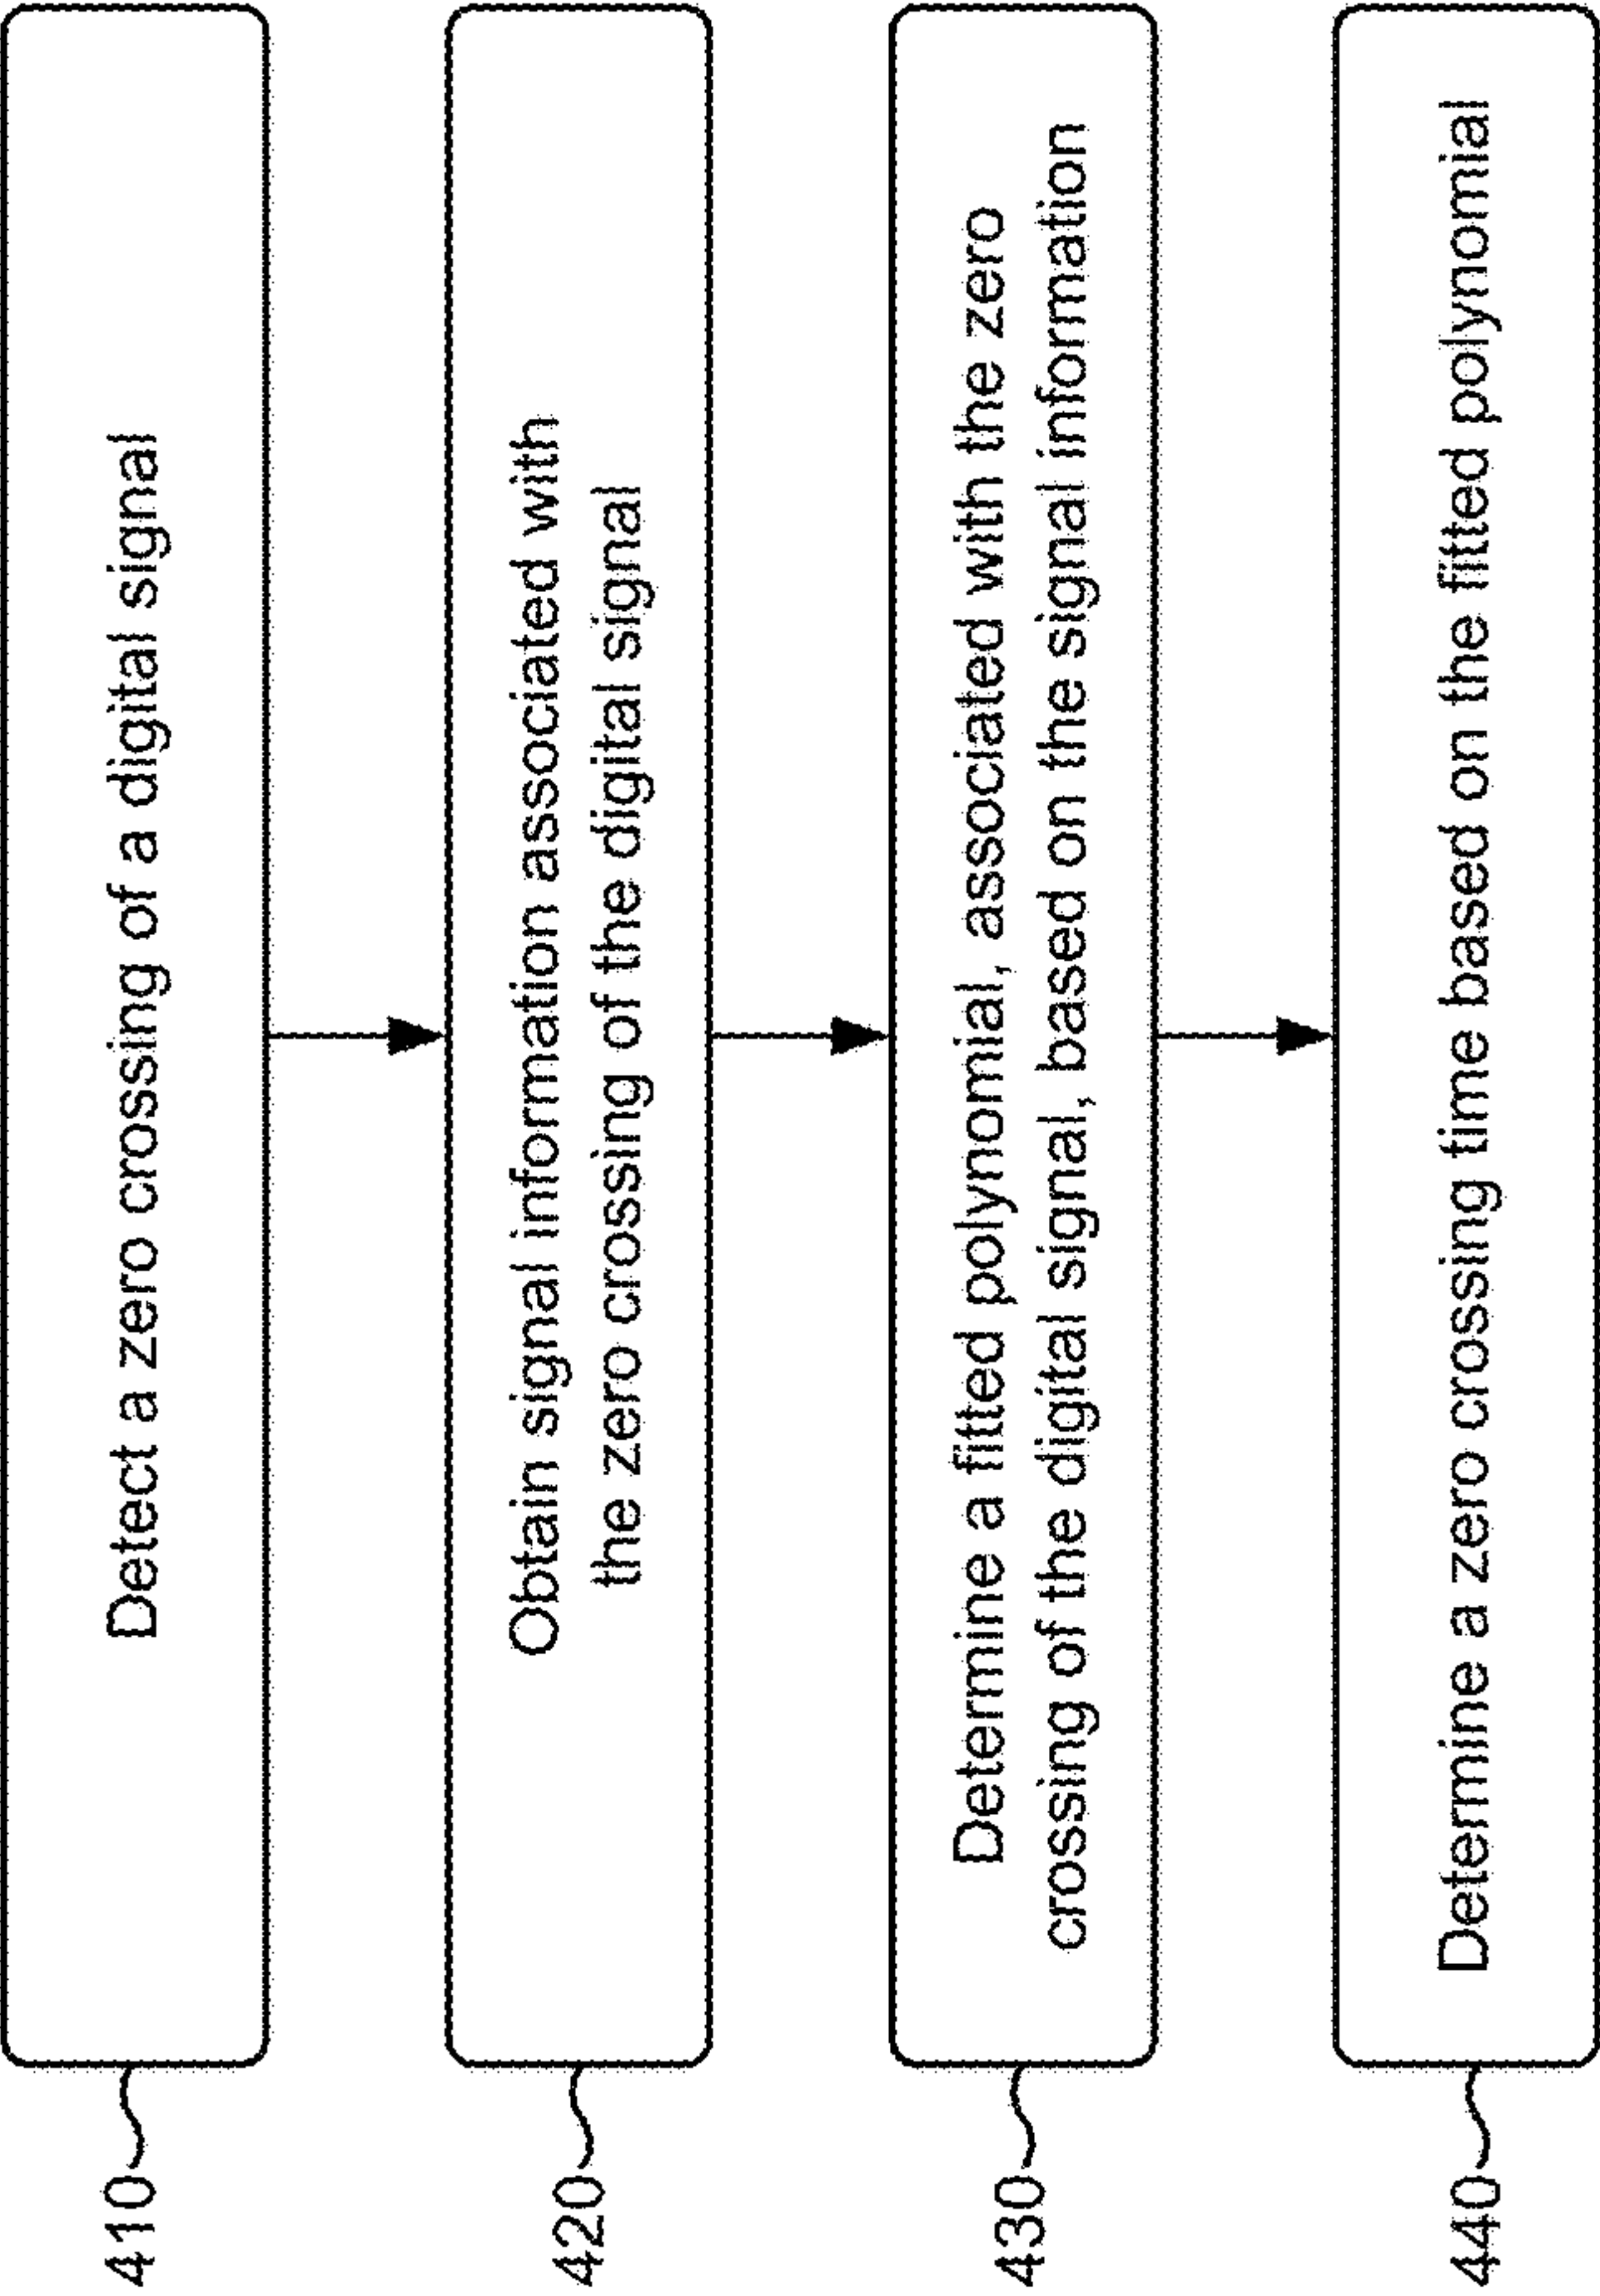 410
Detect a zero crossing of a digital signal
420
Obtain signal information associated with
the zero crossing of the digital signal
430
Determine a fitted polynomial, associated with the zero
crossing of the digital signal, based on the signal information
440
Determine a zero crossing time based on the fitted polynomial